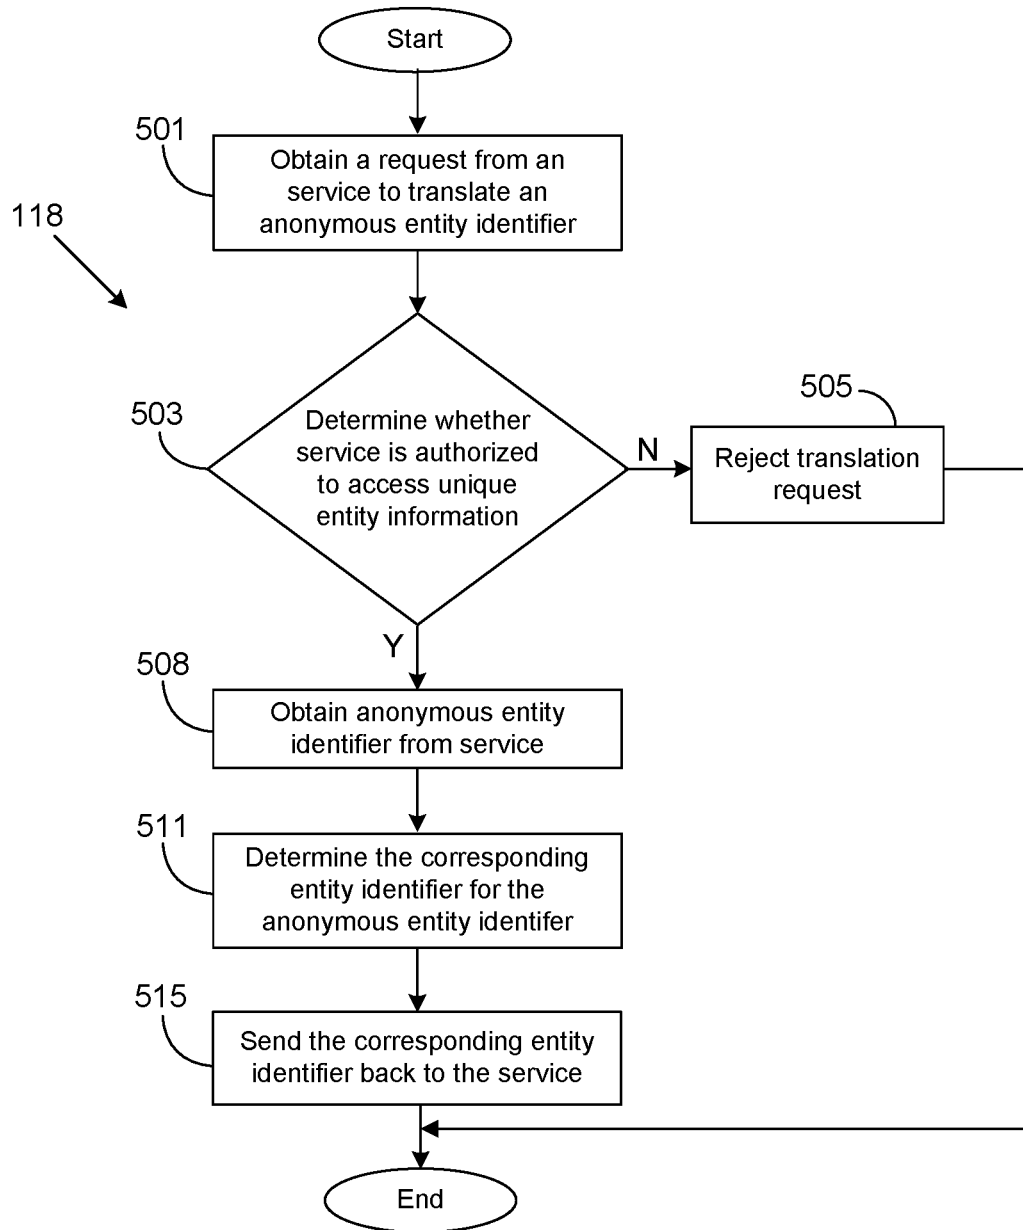 Start
501
Obtain a request from an
service to translate an
anonymous entity identifier
118
503
Determine whether
service is authorized
to access unique
entity information
N
505
Reject translation
request
Y
508
Obtain anonymous entity
identifier from service
511
Determine the corresponding
entity identifier for the
anonymous entity identifer
515
Send the corresponding entity
identifier back to the service
End